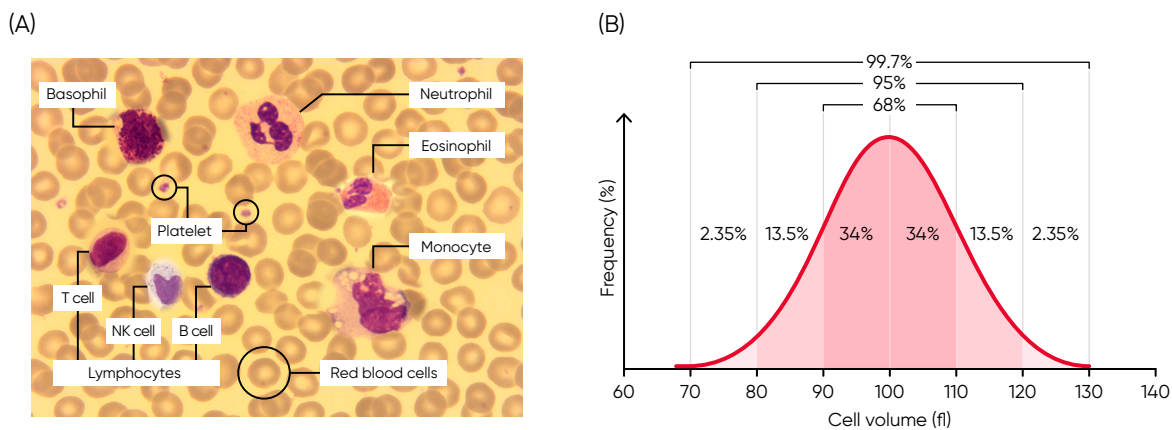 (A)
Basophil
Neutrophil
Eosinophil
Platelet
Monocyte
T cell
NK cell
B cell
Lymphocytes
Red blood cells
(B)
99.7%
95%
68%
Frequency (%)
2.35% 13.5% 34% 34% 13.5% 2.35%
60 70 80 90 100 110 120 130 140
Cell volume (fl)